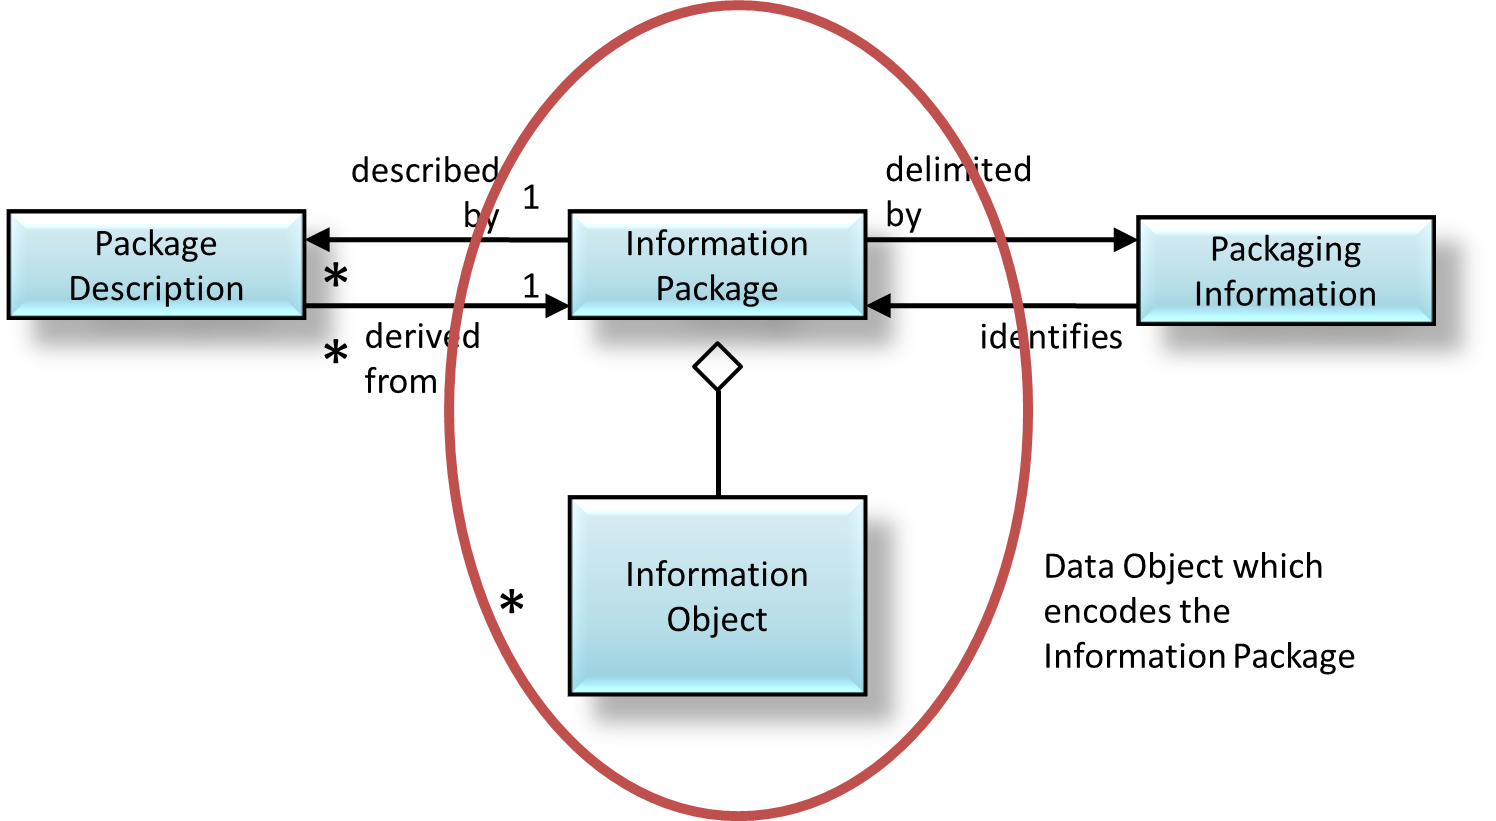 described
by
1
delimited
by
Package
Description
Information
Package
Packaging
Information
*
1
*
derived
from
identifies
Information
Object
*
Data Object which
encodes the
Information Package